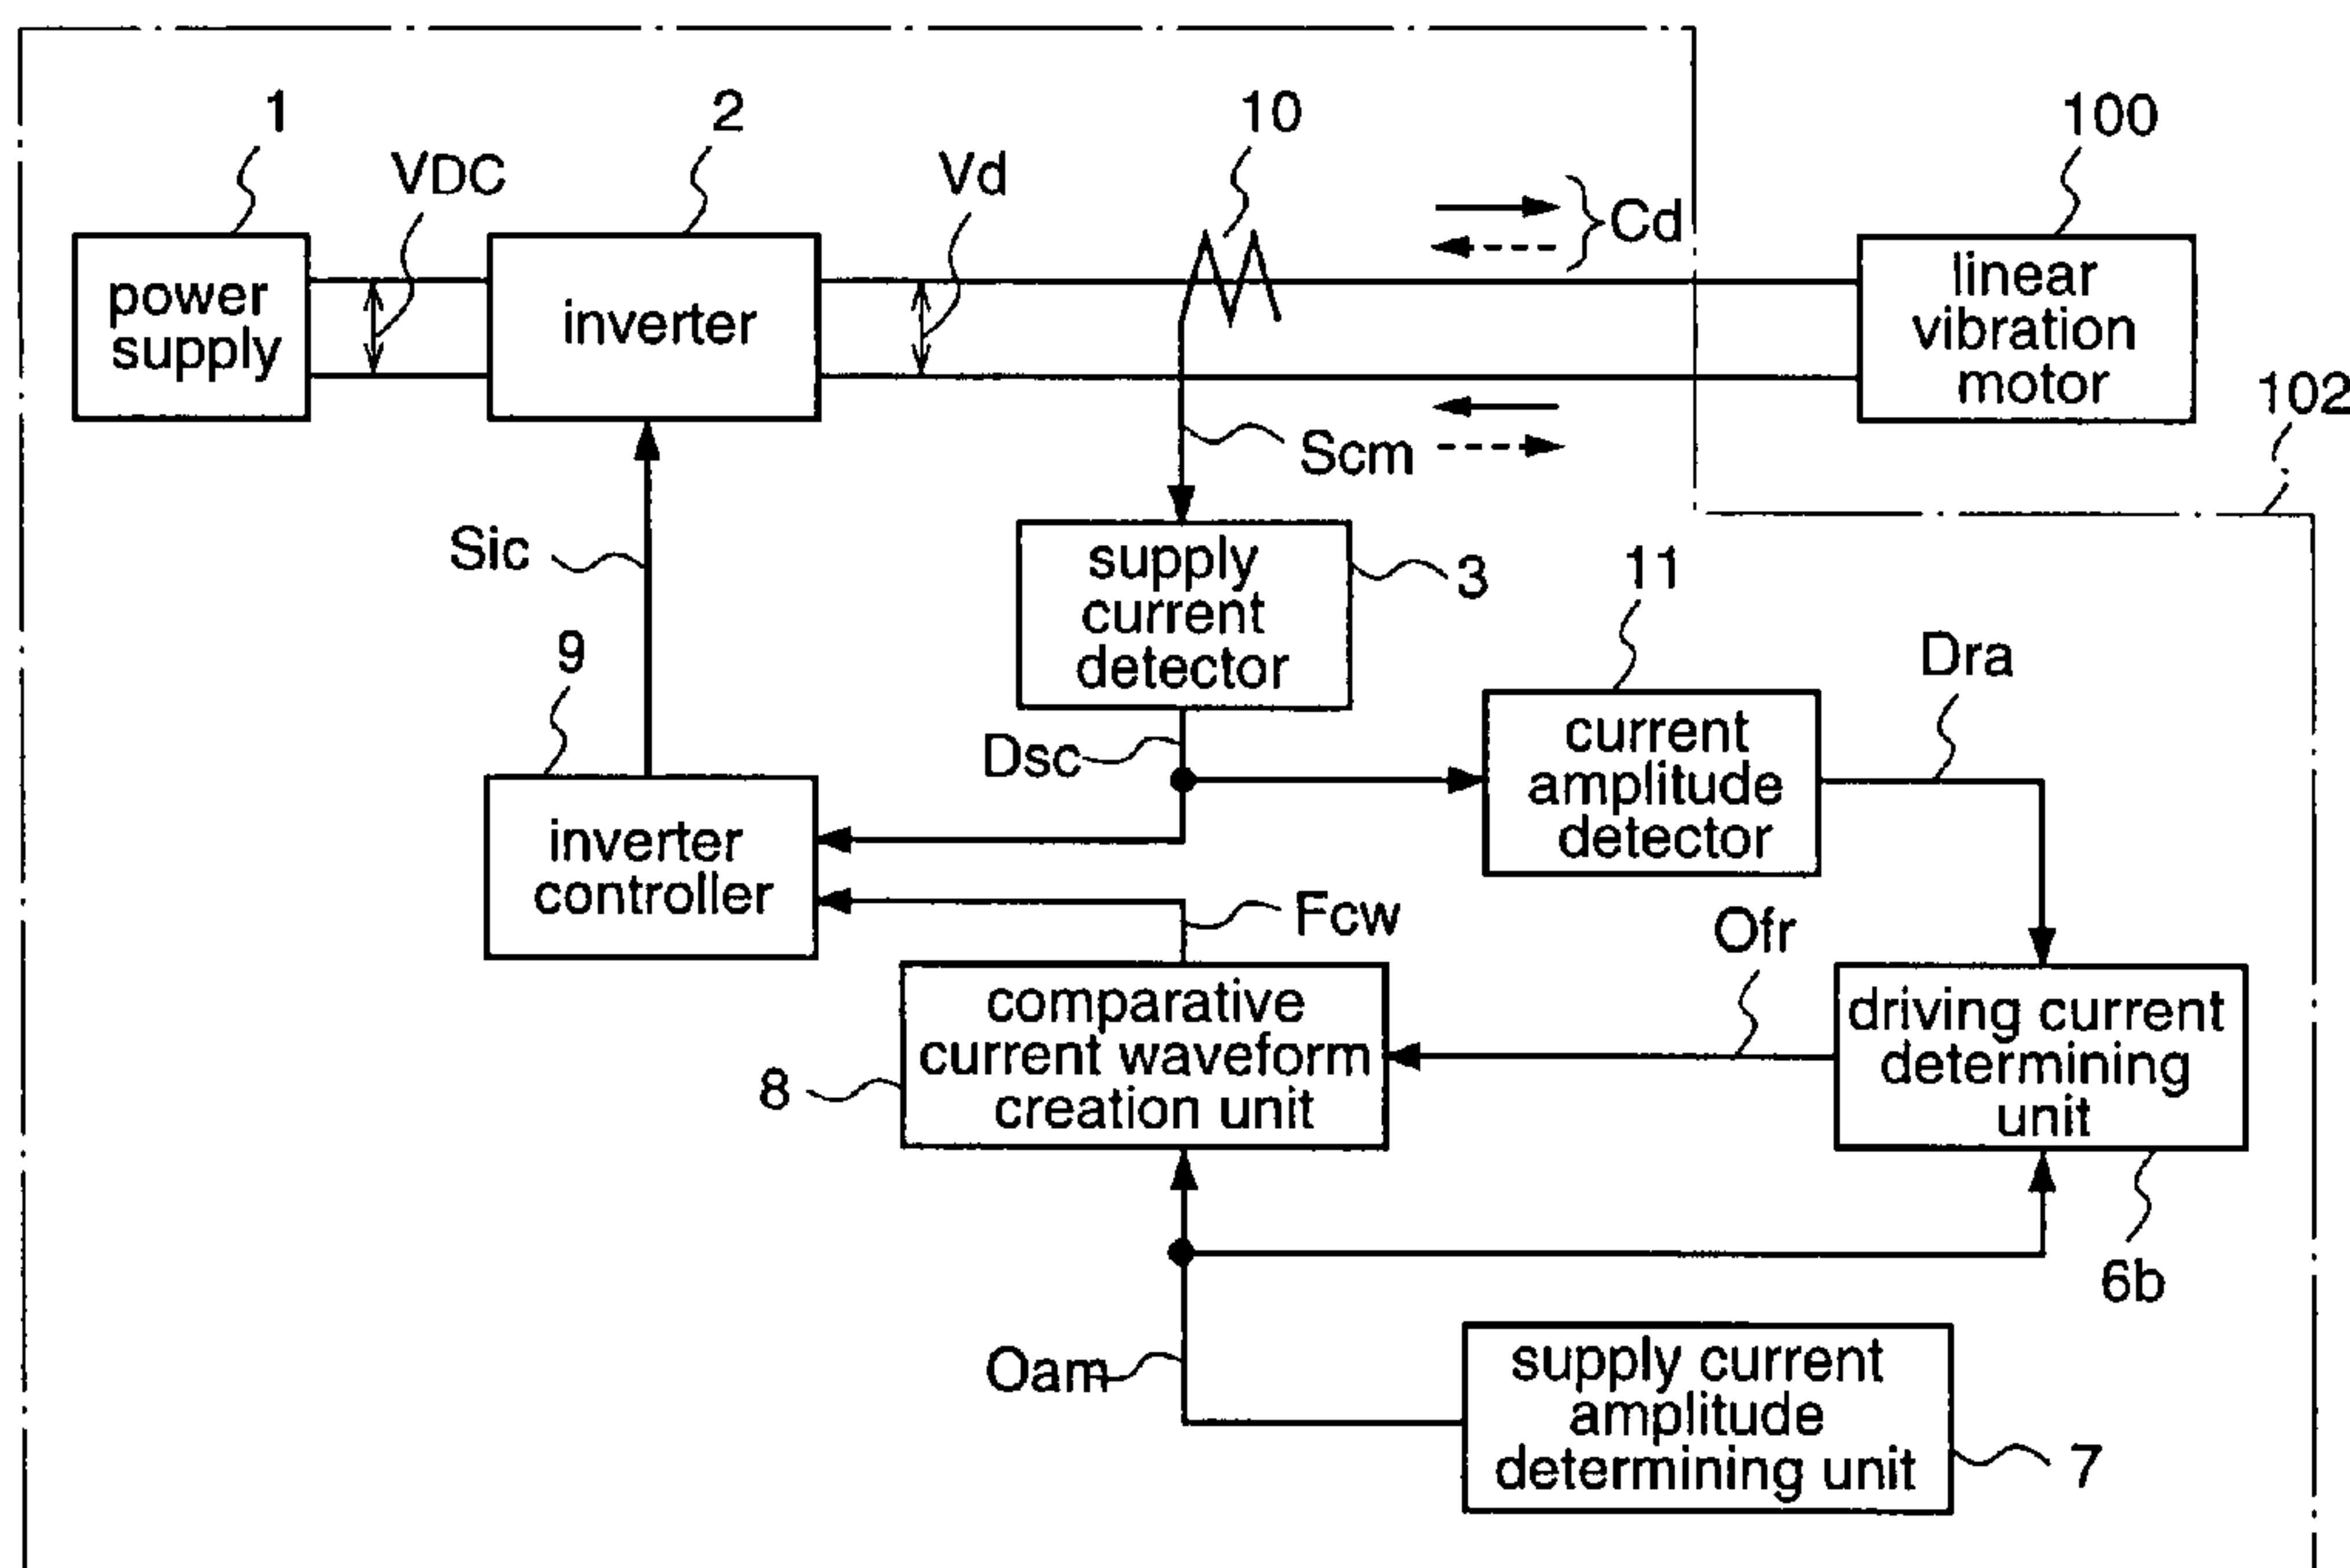 1
2
10
100
VDC
Vd
Cd
power
supply
inverter
linear
vibration
motor
102
Scm
Sic
supply
current
detector
3
11
9
Dra
Dsc
current
amplitude
detector
inverter
controller
Fcw
Ofr
comparative
current waveform
creation unit
8
driving current
determining
unit
6b
Oam
supply current
amplitude
determining unit
7